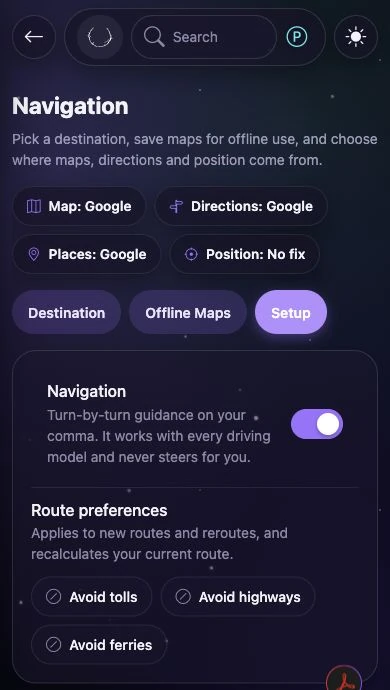 Search
P
Navigation
Pick a destination, save maps for offline use, and choose
where maps, directions and position come from.
Map: Google
Directions: Google
Places: Google
Position: No fix
Destination
Offline Maps
Setup
Navigation
Turn-by-turn guidance on your
comma. It works with every driving
model and never steers for you.
Route preferences
Applies to new routes and reroutes, and
recalculates your current route.
Avoid tolls
Avoid highways
Avoid ferries